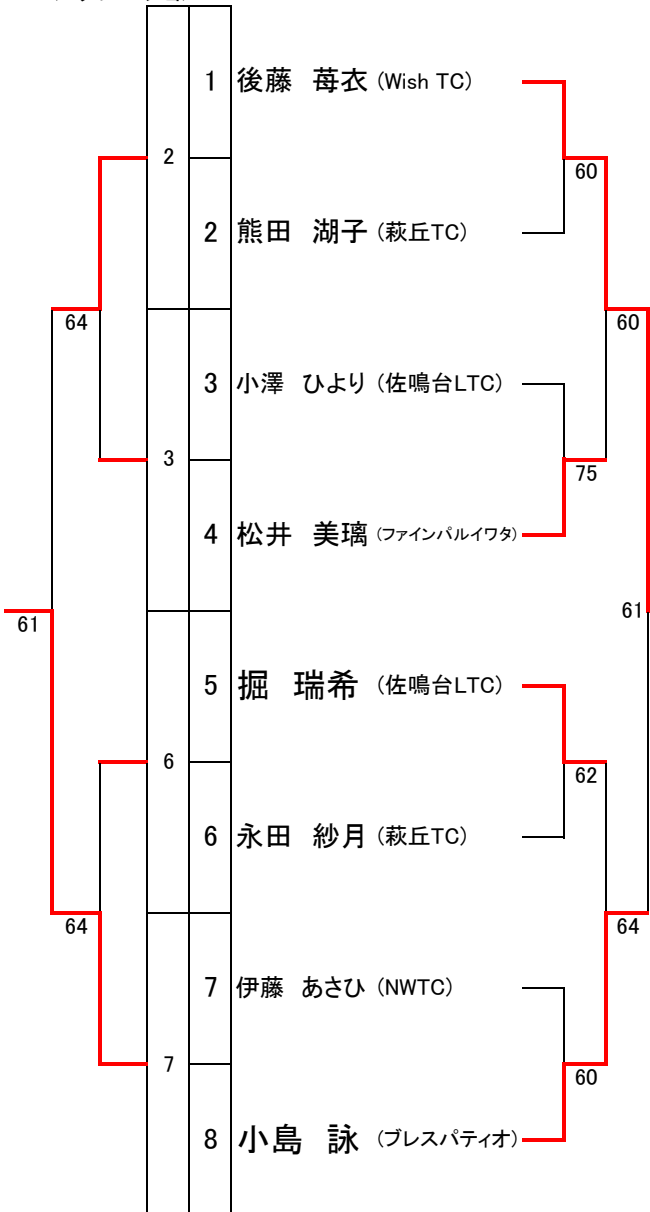 1 後藤 苺衣 (Wish TC)
2 60
2 熊田 湖子 (萩丘TC)
64 60
3 小澤 ひより (佐鳴台LTC)
3 75
4 松井 美璃 (ファインパルイワタ)
61 61
5 掘 瑞希 (佐鳴台LTC)
6 62
6 永田 紗月 (萩丘TC)
64 64
7 伊藤 あさひ (NWTC)
7 60
8 小島 詠 (ブレスパティオ)